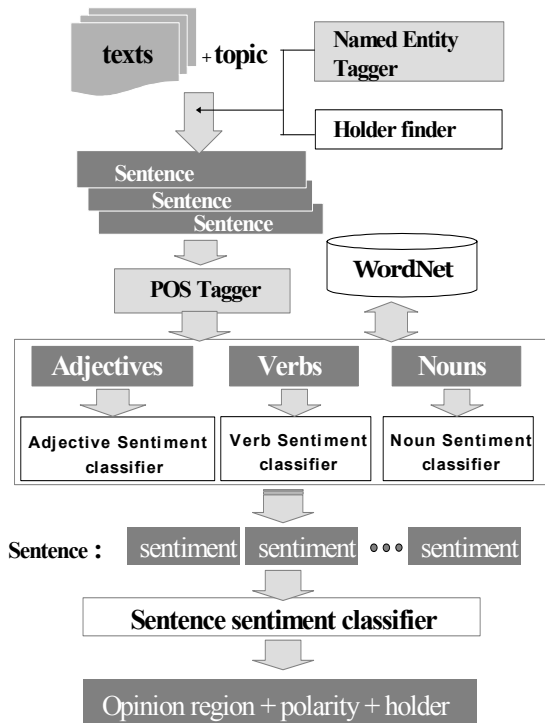 texts + topic
Named Entity
Tagger
Holder finder
Sentence
Sentence
Sentence
POS Tagger
WordNet
Adjectives Verbs Nouns
Adjective Sentiment
classifier
Verb Sentiment
classifier
Noun Sentiment
classifier
Sentence : sentiment sentiment ••• sentiment
Sentence sentiment classifier
Opinion region + polarity + holder